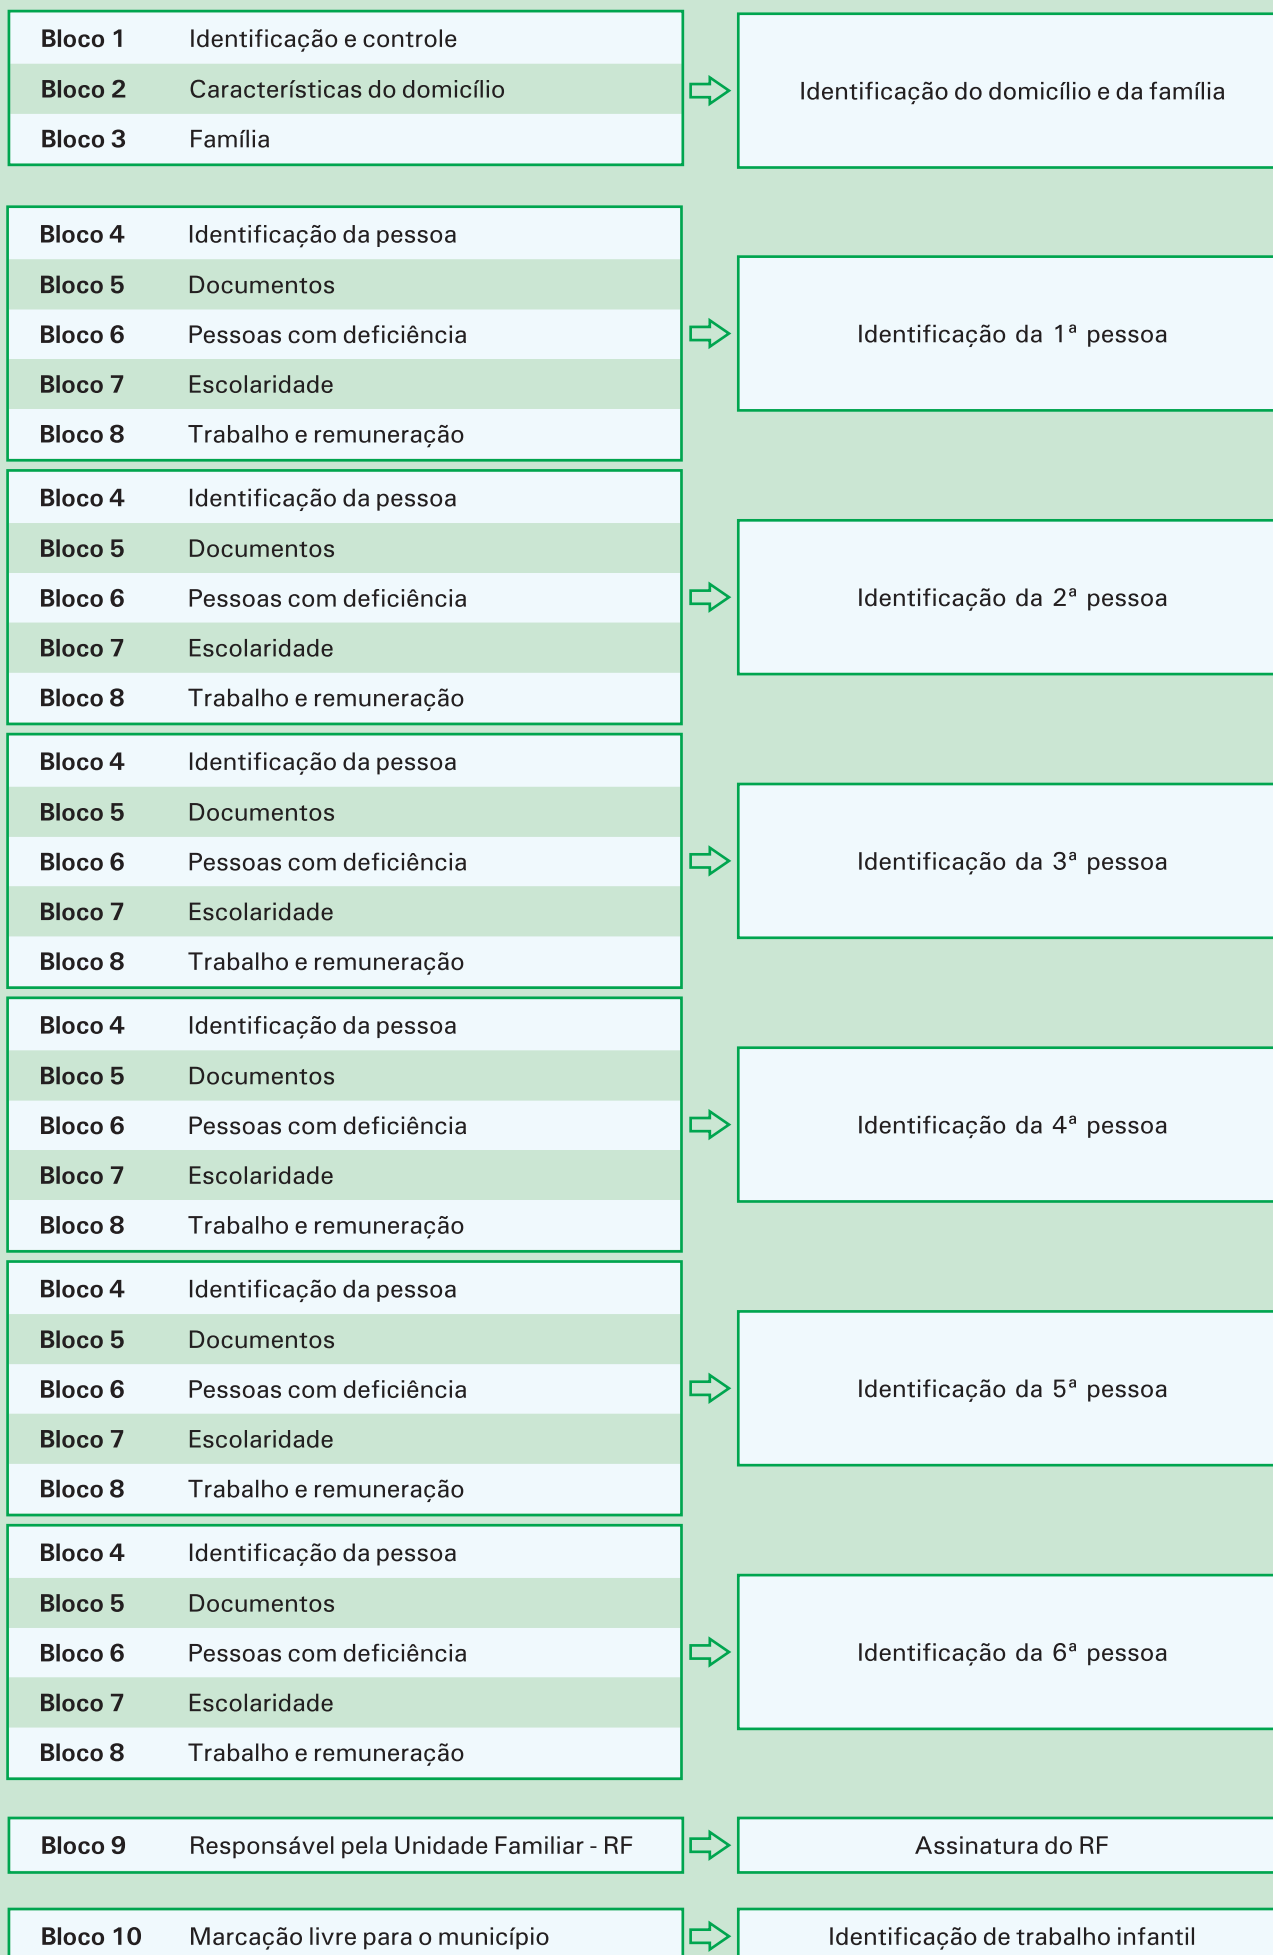 Bloco 1 Identificação e controle
Bloco 2 Características do domicílio
Bloco 3 Família
Identificação do domicílio e da família
Bloco 4 Identificação da pessoa
Bloco 5 Documentos
Bloco 6 Pessoas com deficiência
Bloco 7 Escolaridade
Bloco 8 Trabalho e remuneração
Identificação da 1ª pessoa
Bloco 4 Identificação da pessoa
Bloco 5 Documentos
Bloco 6 Pessoas com deficiência
Bloco 7 Escolaridade
Bloco 8 Trabalho e remuneração
Identificação da 2ª pessoa
Bloco 4 Identificação da pessoa
Bloco 5 Documentos
Bloco 6 Pessoas com deficiência
Bloco 7 Escolaridade
Bloco 8 Trabalho e remuneração
Identificação da 3ª pessoa
Bloco 4 Identificação da pessoa
Bloco 5 Documentos
Bloco 6 Pessoas com deficiência
Bloco 7 Escolaridade
Bloco 8 Trabalho e remuneração
Identificação da 4ª pessoa
Bloco 4 Identificação da pessoa
Bloco 5 Documentos
Bloco 6 Pessoas com deficiência
Bloco 7 Escolaridade
Bloco 8 Trabalho e remuneração
Identificação da 5ª pessoa
Bloco 4 Identificação da pessoa
Bloco 5 Documentos
Bloco 6 Pessoas com deficiência
Bloco 7 Escolaridade
Bloco 8 Trabalho e remuneração
Identificação da 6ª pessoa
Bloco 9 Responsável pela Unidade Familiar - RF
Assinatura do RF
Bloco 10 Marcação livre para o município
Identificação de trabalho infantil